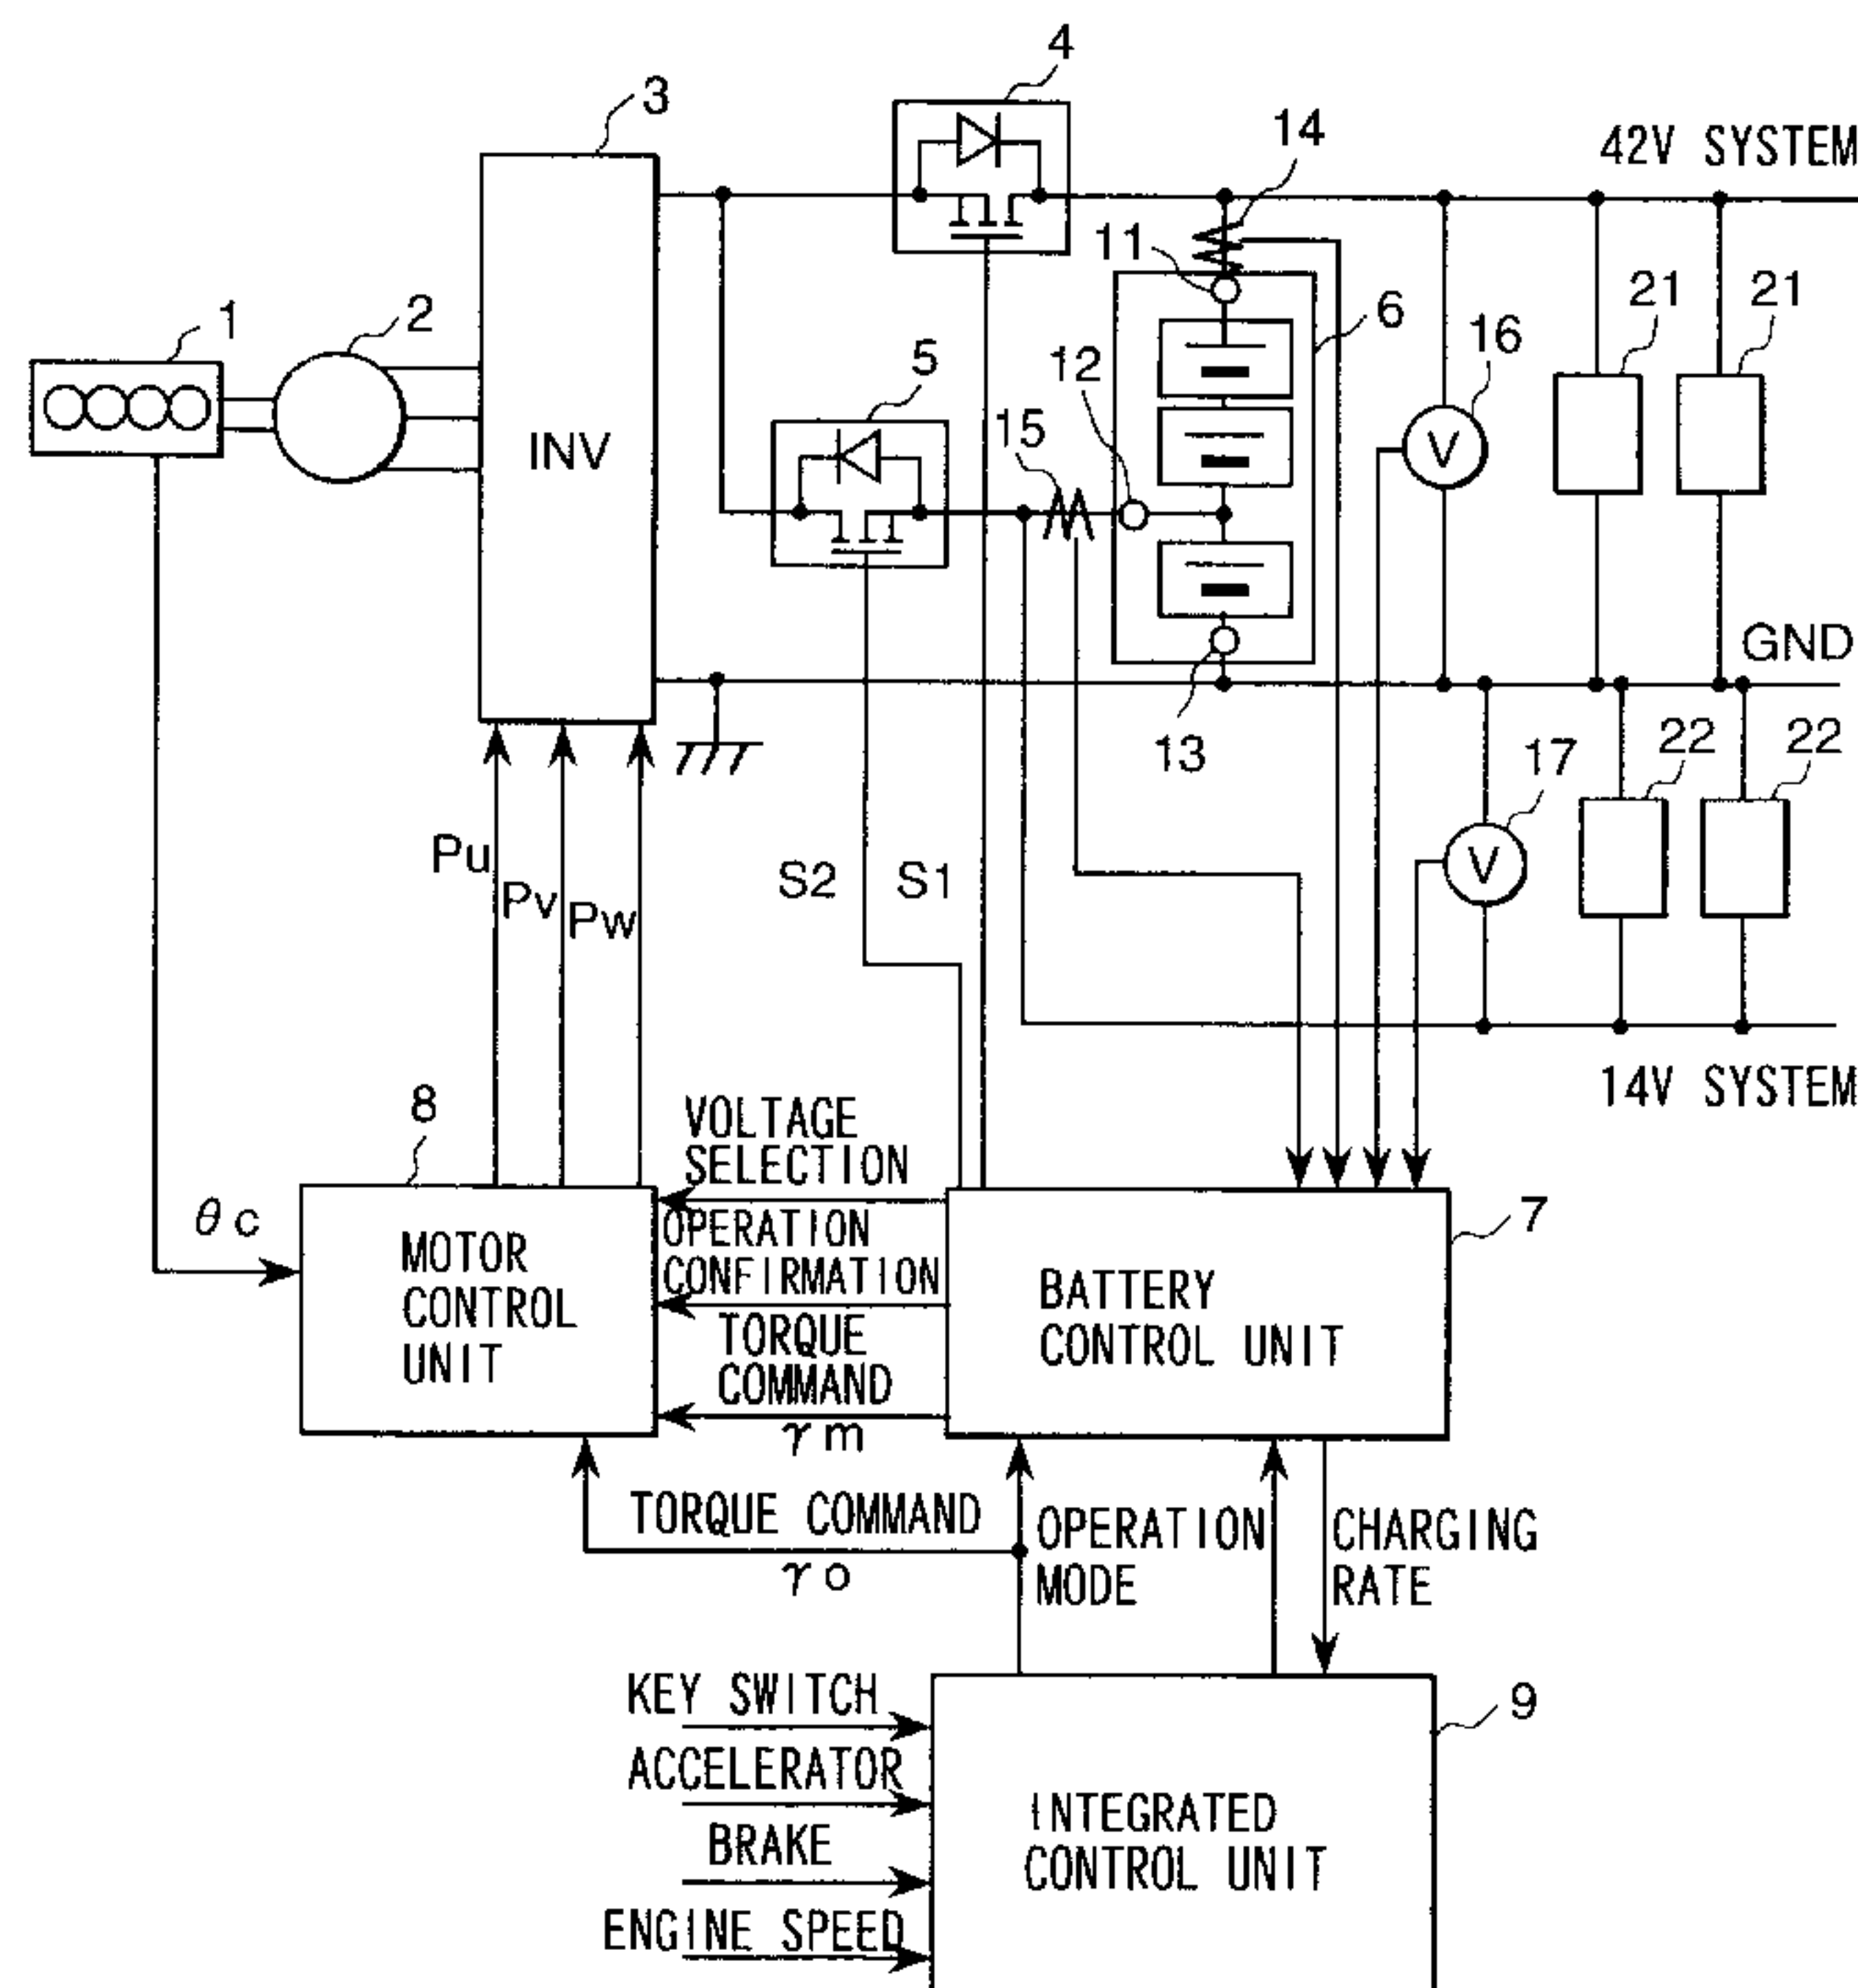 4
3
14
42V SYSTEM
11
1
2
5
12
15
6
16
21
21
INV
V
GND
13
17
22
22
Pu
Pv
Pw
S2
S1
V
14V SYSTEM
8
VOLTAGE
SELECTION
θc
MOTOR
CONTROL
UNIT
OPERATION
CONFIRMATION
TORQUE
COMMAND
γm
7
BATTERY
CONTROL UNIT
TORQUE COMMAND
γo
OPERATION
MODE
CHARGING
RATE
KEY SWITCH
ACCELERATOR
BRAKE
ENGINE SPEED
9
INTEGRATED
CONTROL UNIT